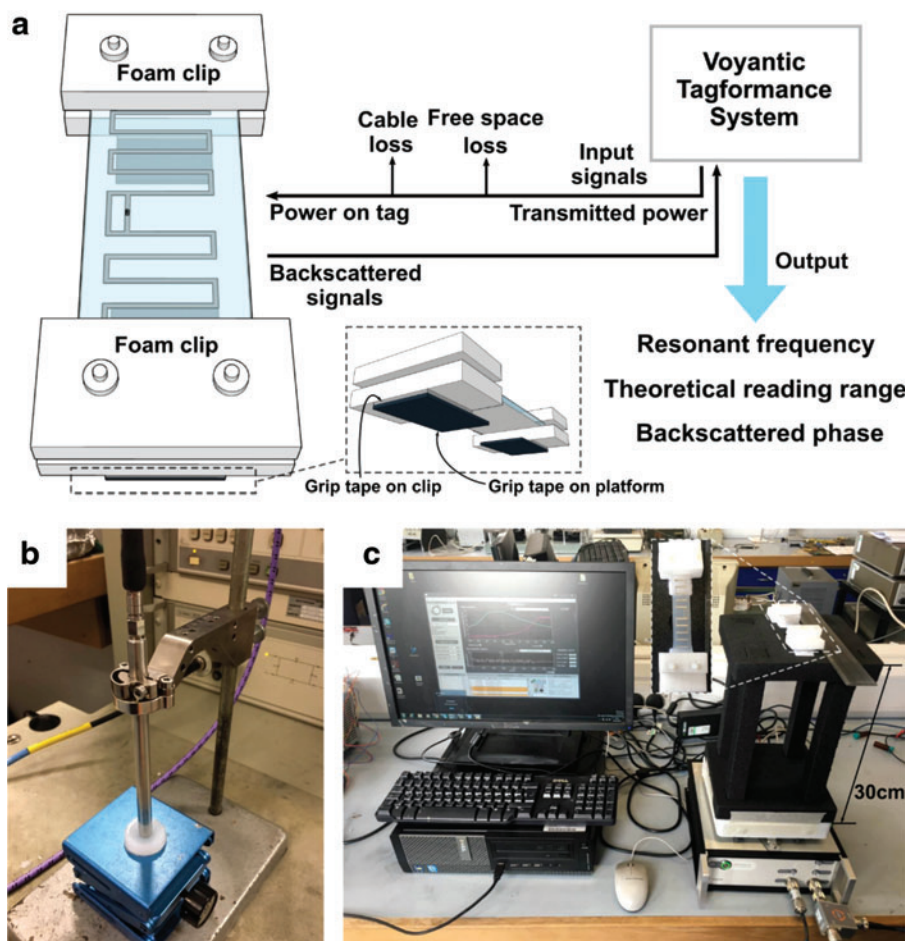 a
Foam clip
Voyantic
Tagformance
System
Cable
loss
Free space
loss
Input
signals
Power on tag
Transmitted power
Backscattered
signals
Output
Foam clip
Resonant frequency
Theoretical reading range
Backscattered phase
Grip tape on clip
Grip tape on platform
b
c
DELL
30cm